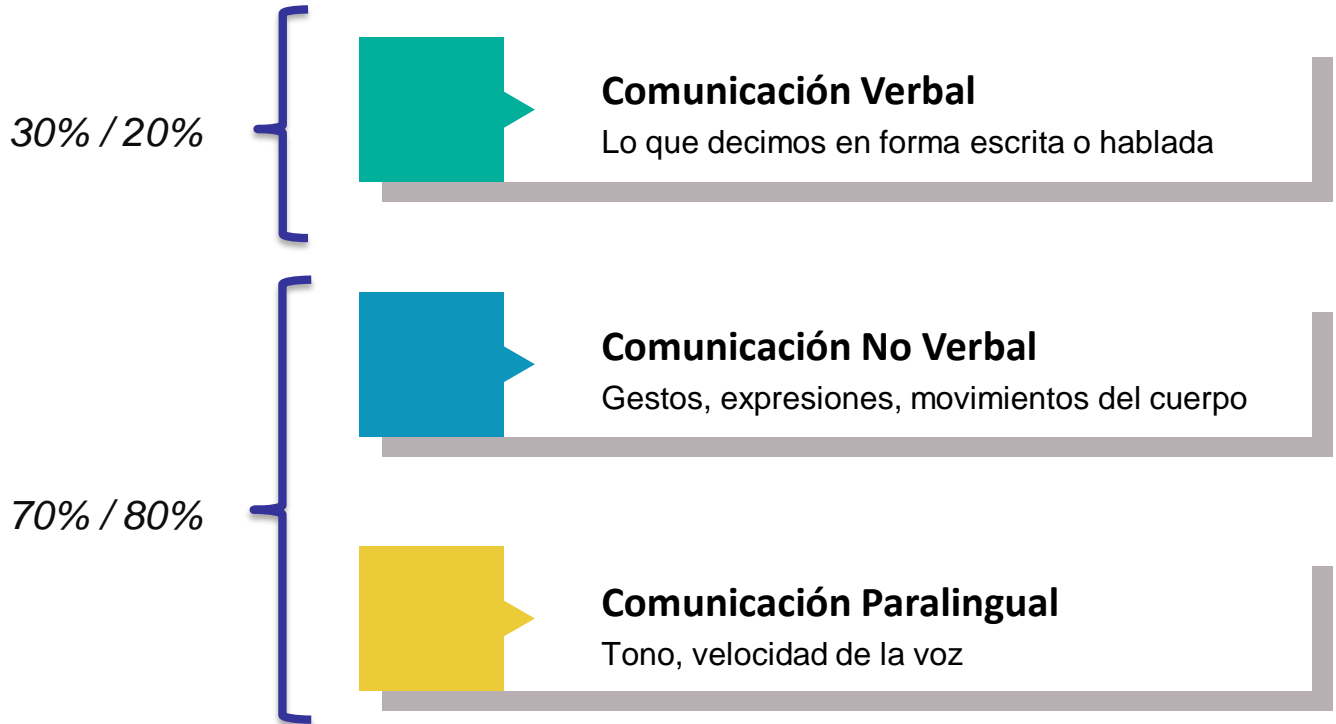 30% / 20%
Comunicación Verbal
Lo que decimos en forma escrita o hablada
70% / 80%
Comunicación No Verbal
Gestos, expresiones, movimientos del cuerpo
Comunicación Paralingual
Tono, velocidad de la voz